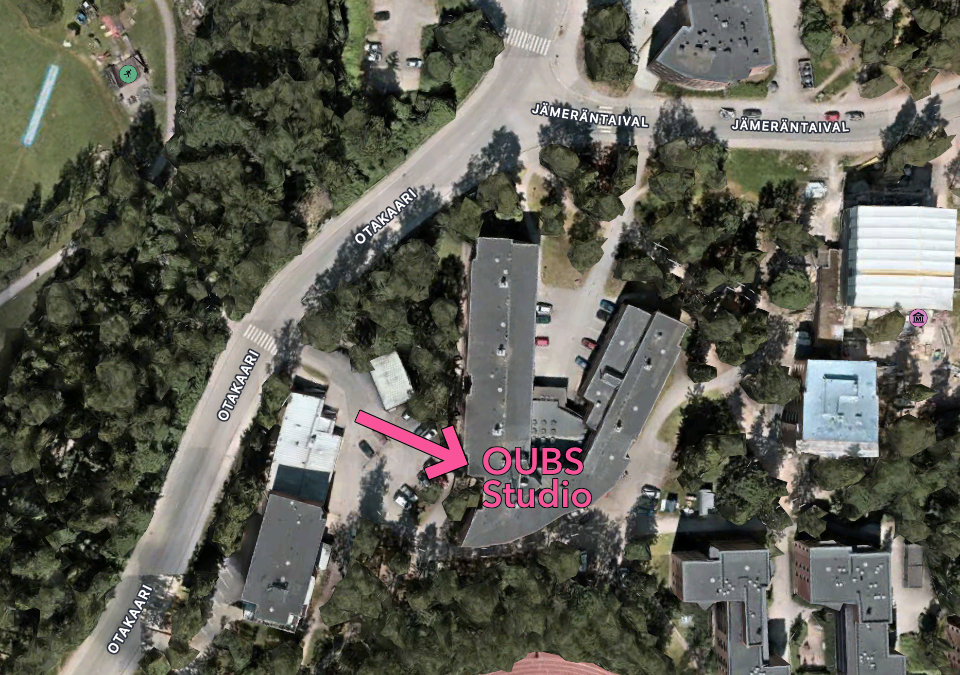 JÄMERÄNTAIVAL
JÄMERÄNTAIVAL
OTAKAARI
OTAKAARI
OUBS
Studio
OTAKAARI